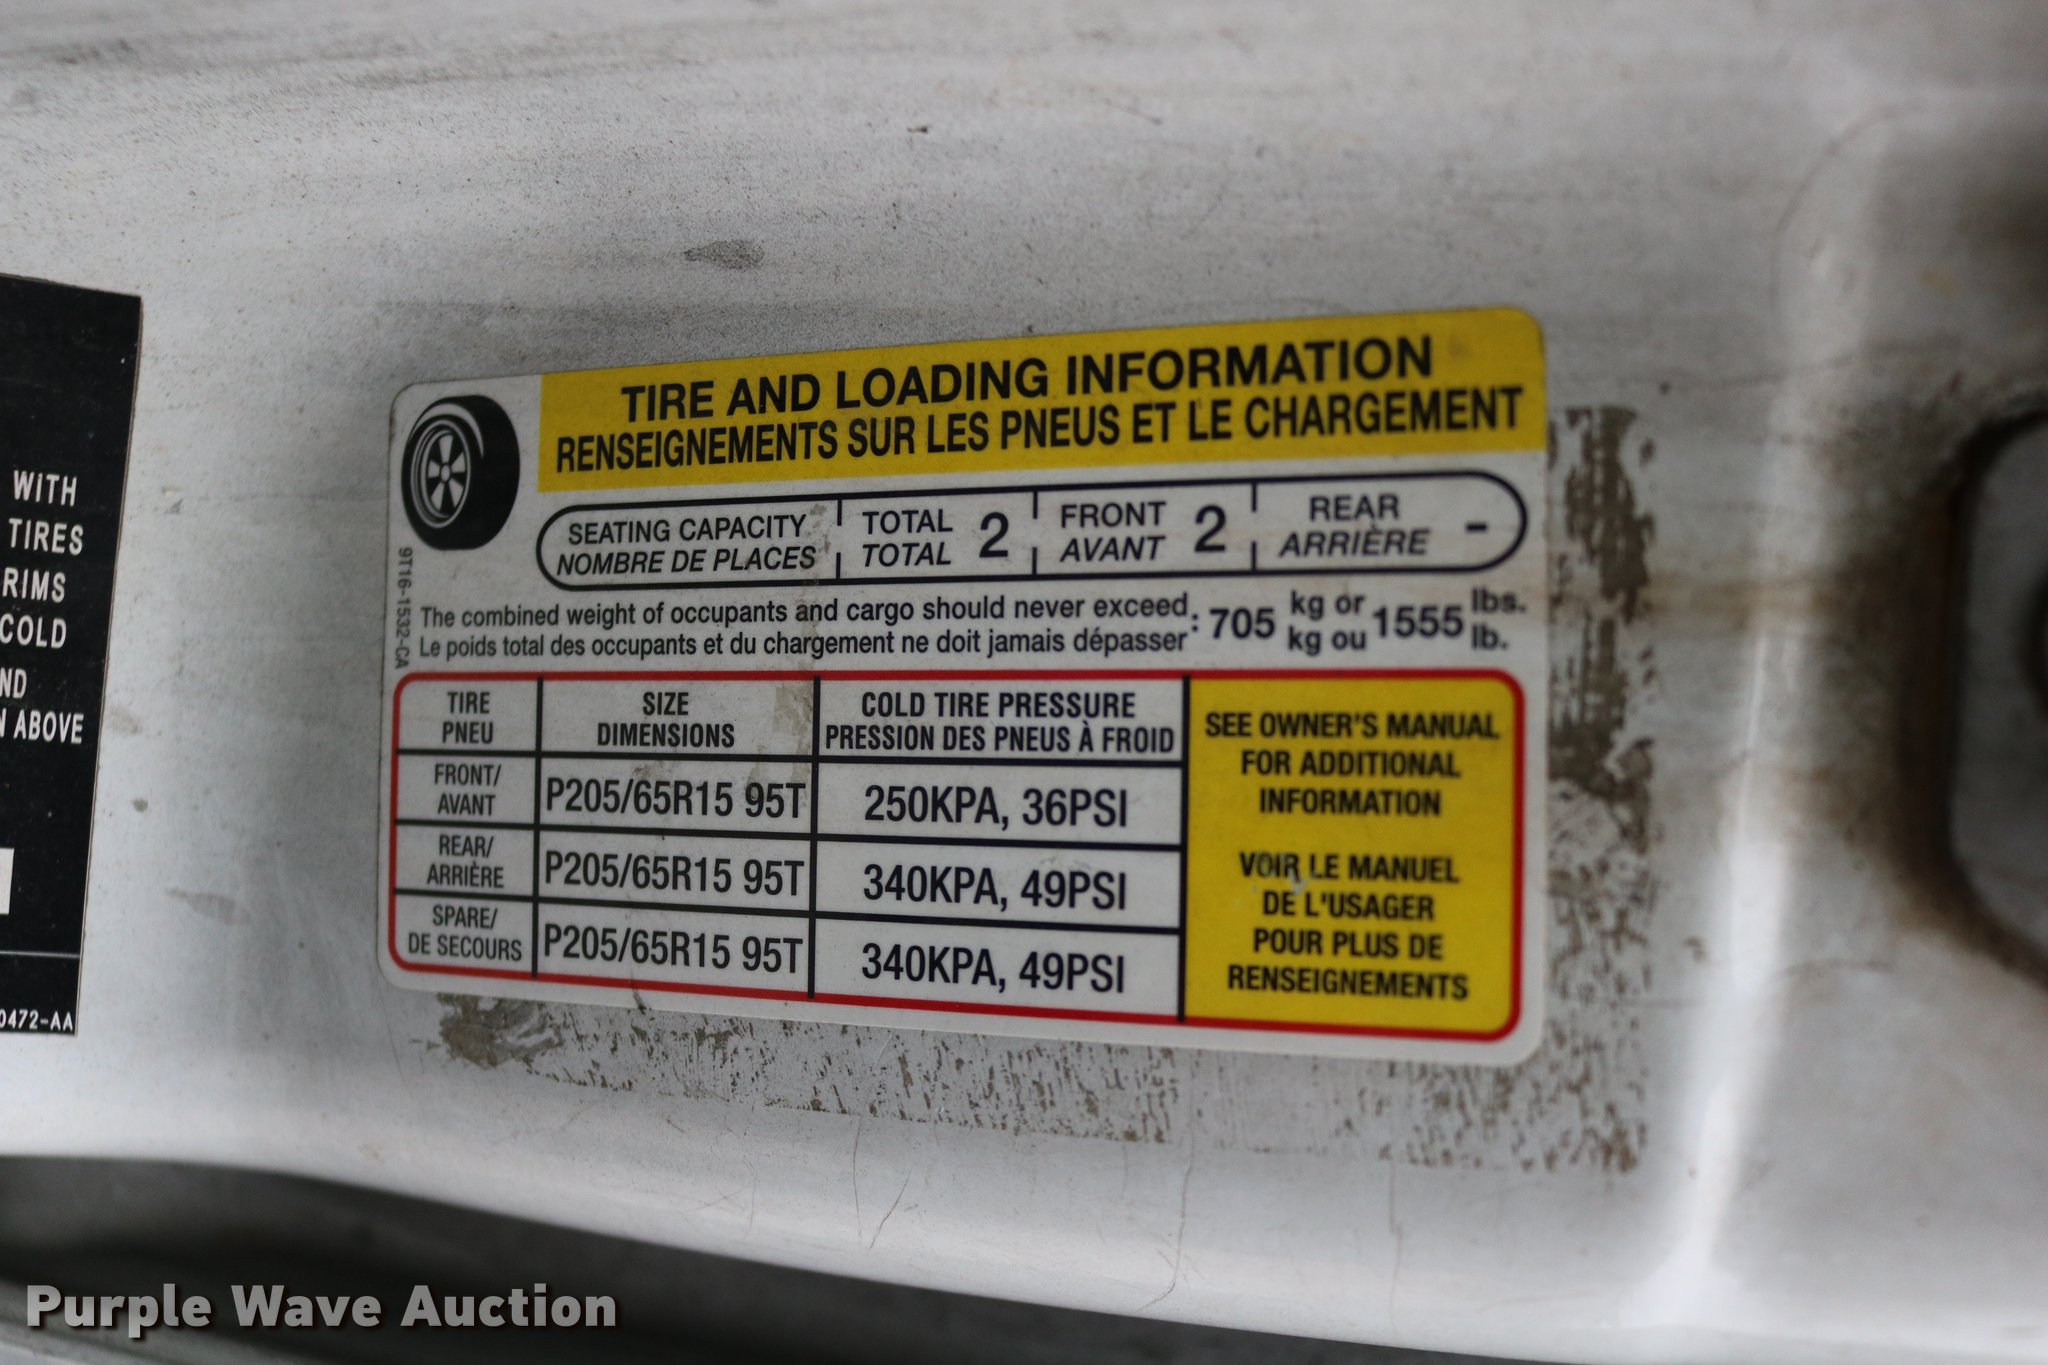 WITH
TIRES
RIMS
COLD
ND
N ABOVE
0472-AA
TIRE AND LOADING INFORMATION
RENSEIGNEMENTS SUR LES PNEUS ET LE CHARGEMENT
SEATING CAPACITY
NOMBRE DE PLACES
TOTAL
TOTAL
2
FRONT
AVANT
2
REAR
ARRIÈRE
-
9T16-1532-CA
The combined weight of occupants and cargo should never exceed
Le poids total des occupants et du chargement ne doit jamais dépasser
: 705 kg or 1555 lbs.
kg ou lb.
TIRE
PNEU
SIZE
DIMENSIONS
COLD TIRE PRESSURE
PRESSION DES PNEUS À FROID
FRONT/
AVANT
P205/65R15 95T
250KPA, 36PSI
REAR/
ARRIÈRE
P205/65R15 95T
340KPA, 49PSI
SPARE/
DE SECOURS
P205/65R15 95T
340KPA, 49PSI
SEE OWNER'S MANUAL
FOR ADDITIONAL
INFORMATION
VOIR LE MANUEL
DE L'USAGER
POUR PLUS DE
RENSEIGNEMENTS
Purple Wave Auction